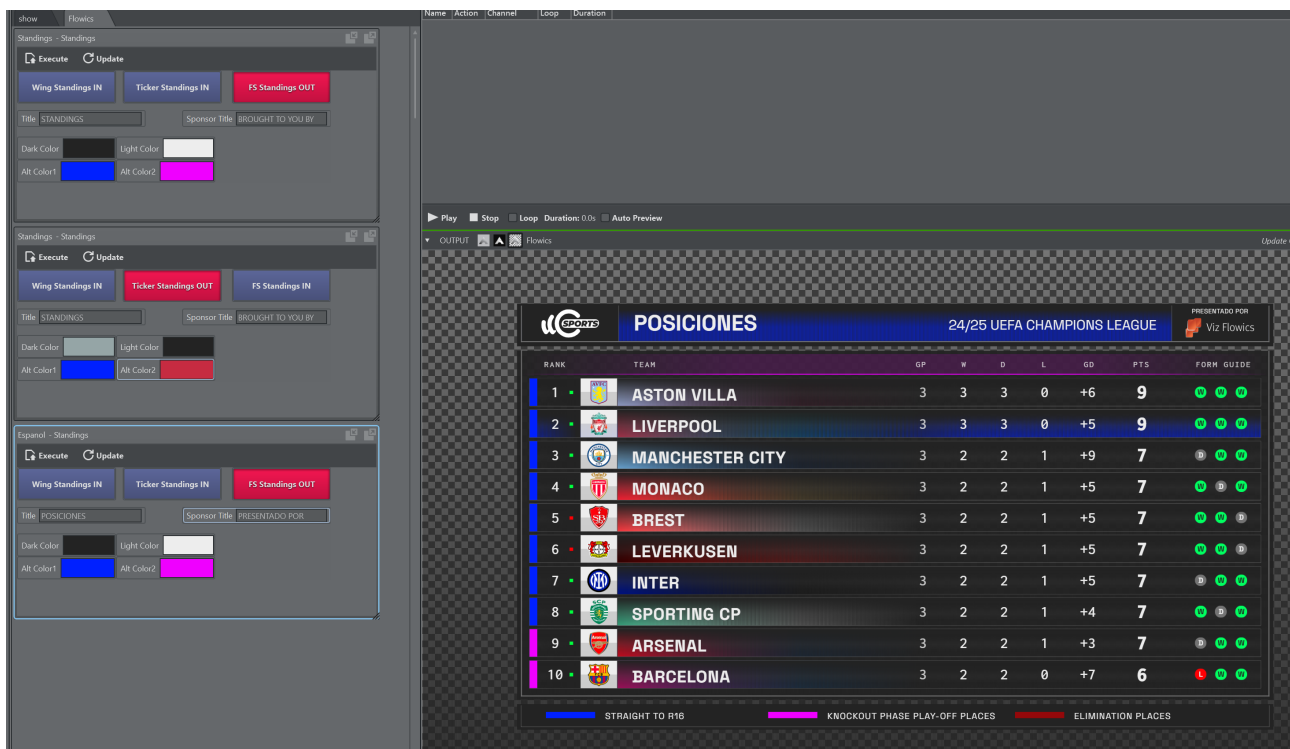 show Flowics
Standings - Standings
Execute Update
Wing Standings IN Ticker Standings IN FS Standings OUT
Title STANDINGS Sponsor Title BROUGHT TO YOU BY
Dark Color Light Color
Alt Color1 Alt Color2
Standings - Standings
Execute Update
Wing Standings IN Ticker Standings OUT FS Standings IN
Title STANDINGS Sponsor Title BROUGHT TO YOU BY
Dark Color Light Color
Alt Color1 Alt Color2
Espanol - Standings
Execute Update
Wing Standings IN Ticker Standings IN FS Standings OUT
Title POSICIONES Sponsor Title PRESENTADO POR
Dark Color Light Color
Alt Color1 Alt Color2
Name Action Channel Loop Duration
Play Stop Loop Duration: 0.0s Auto Preview
OUTPUT Flowics Update
SPORTS POSICIONES 24/25 UEFA CHAMPIONS LEAGUE PRESENTADO POR
Viz Flowics
RANK TEAM GP W D L GD PTS FORM GUIDE
1 ASTON VILLA 3 3 3 0 +6 9 W W W
2 LIVERPOOL 3 3 3 0 +5 9 W W W
3 MANCHESTER CITY 3 2 2 1 +9 7 D W W
4 MONACO 3 2 2 1 +5 7 W D W
5 BREST 3 2 2 1 +5 7 W W D
6 LEVERKUSEN 3 2 2 1 +5 7 W W D
7 INTER 3 2 2 1 +5 7 D W W
8 SPORTING CP 3 2 2 1 +4 7 W D W
9 ARSENAL 3 2 2 1 +3 7 D W W
10 BARCELONA 3 2 2 0 +7 6 L W W
STRAIGHT TO R16 KNOCKOUT PHASE PLAY-OFF PLACES ELIMINATION PLACES